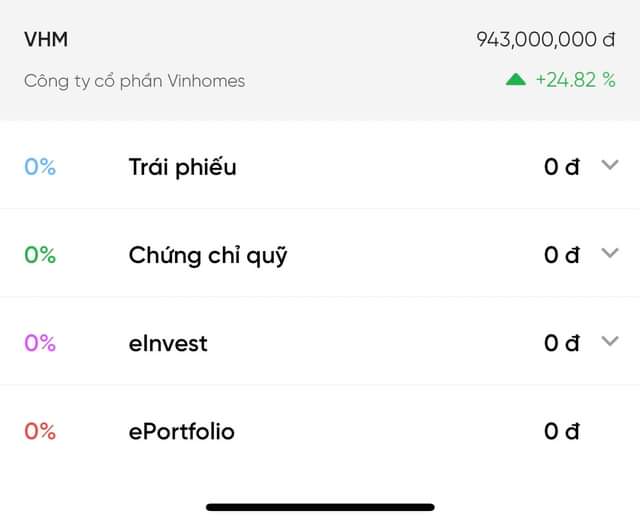 VHM 943,000,000 đ
Công ty cổ phần Vinhomes +24.82 %
0% Trái phiếu 0 đ
0% Chứng chỉ quỹ 0 đ
0% eInvest 0 đ
0% ePortfolio 0 đ